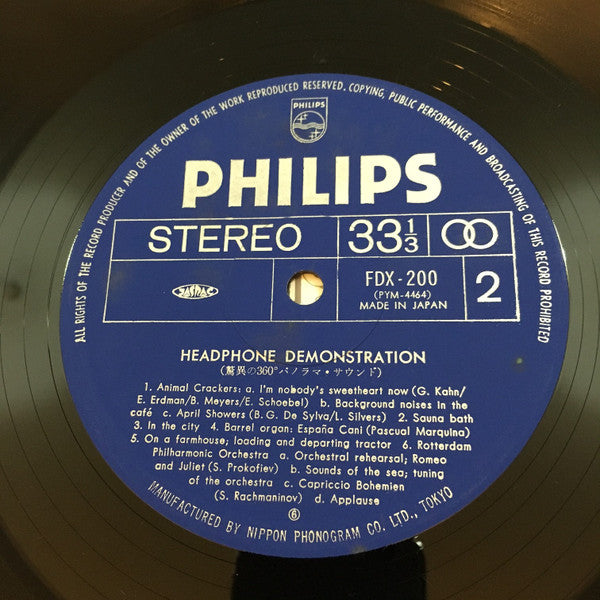 ALL RIGHTS OF THE RECORD PRODUCER AND OF THE OWNER OF THE WORK REPRODUCED RESERVED. COPYING, PUBLIC PERFORMANCE AND BROADCASTING OF THIS RECORD PROHIBITED
PHILIPS
PHILIPS
STEREO
33 1/3
FDX-200
(PYM-4464)
MADE IN JAPAN
2
JASRAC
HEADPHONE DEMONSTRATION
(驚異の360°パノラマ・サウンド)
1. Animal Crackers: a. I'm nobody's sweetheart now (G. Kahn/
E. Erdman/B. Meyers/E. Schoebel) b. Background noises in the
café c. April Showers (B. G. De Sylva/L. Silvers) 2. Sauna bath
3. In the city 4. Barrel organ: España Cani (Pascual Marquina)
5. On a farmhouse; loading and departing tractor 6. Rotterdam
Philharmonic Orchestra a. Orchestral rehearsal; Romeo
and Juliet (S. Prokofiev) b. Sounds of the sea; tuning
of the orchestra c. Capriccio Bohemien
(S. Rachmaninov) d. Applause
⑥
MANUFACTURED BY NIPPON PHONOGRAM CO. LTD., TOKYO